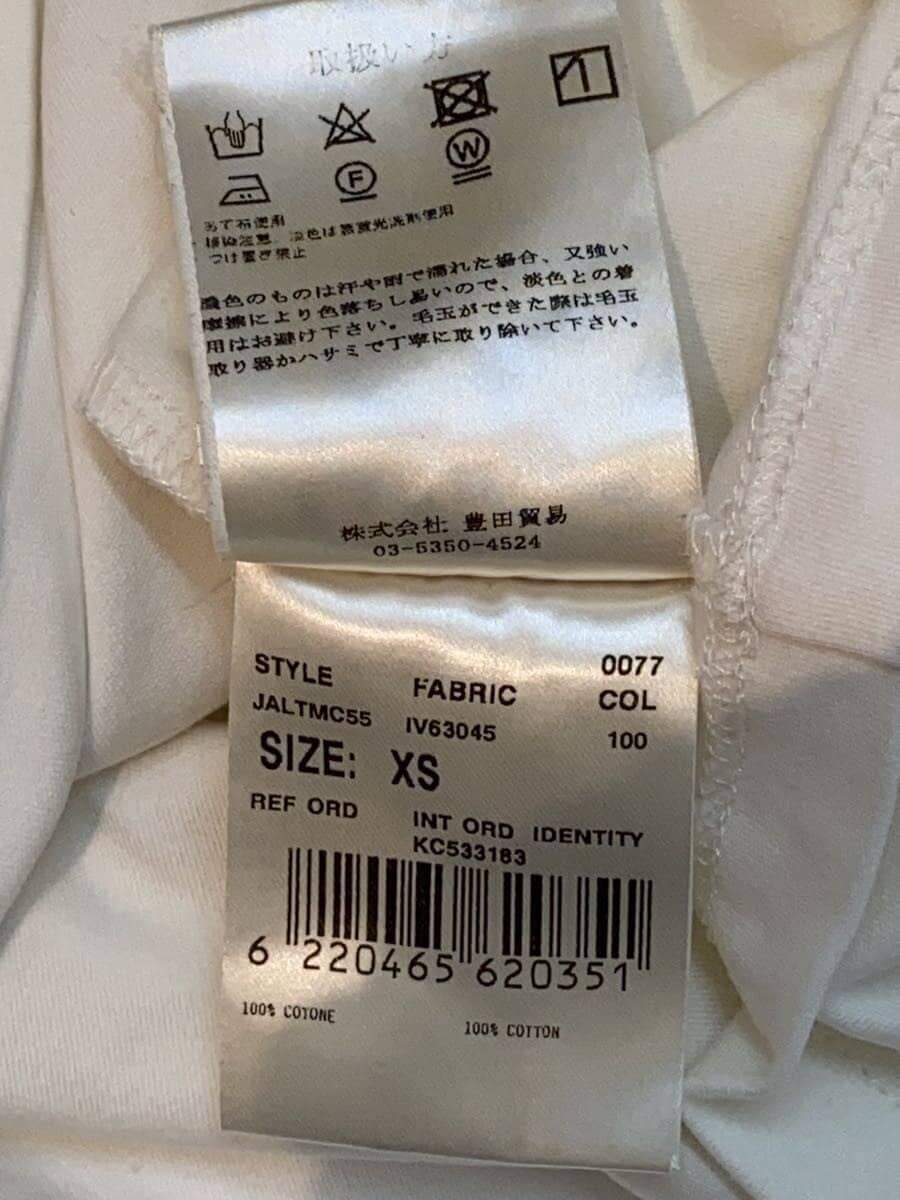 取扱い方
F
W
あて布使用
移染注意、淡色は無蛍光洗剤使用
つけ置き禁止
濃色のものは汗や雨で濡れた場合、又強い
摩擦により色落ちし易いので、淡色との着
用はお避け下さい。毛玉ができた際は毛玉
取り器かハサミで丁寧に取り除いて下さい。
株式会社 豊田貿易
03-5350-4524
STYLE FABRIC 0077
COL
JALTMC55 IV63045 100
SIZE: XS
REF ORD INT ORD IDENTITY
KC533183
6 220465 620351
100% COTONE 100% COTTON